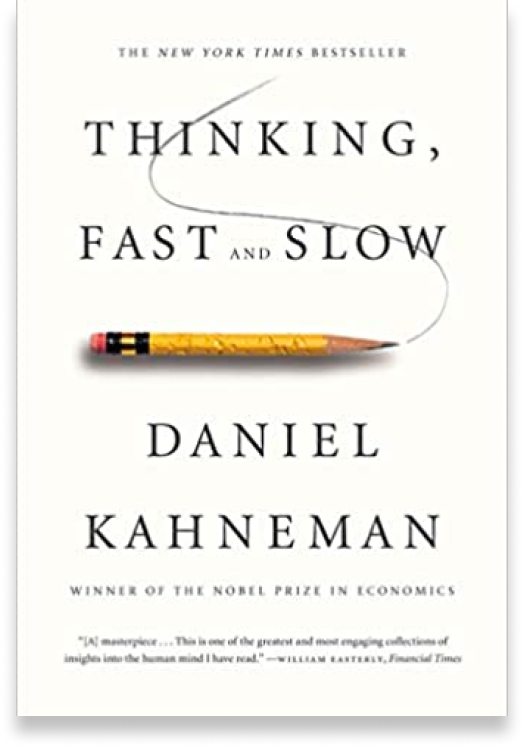 THE NEW YORK TIMES BESTSELLER
THINKING,
FAST AND SLOW
DANIEL
KAHNEMAN
WINNER OF THE NOBEL PRIZE IN ECONOMICS
"[A] masterpiece . . . This is one of the greatest and most engaging collections of
insights into the human mind I have read." —WILLIAM EASTERLY, Financial Times